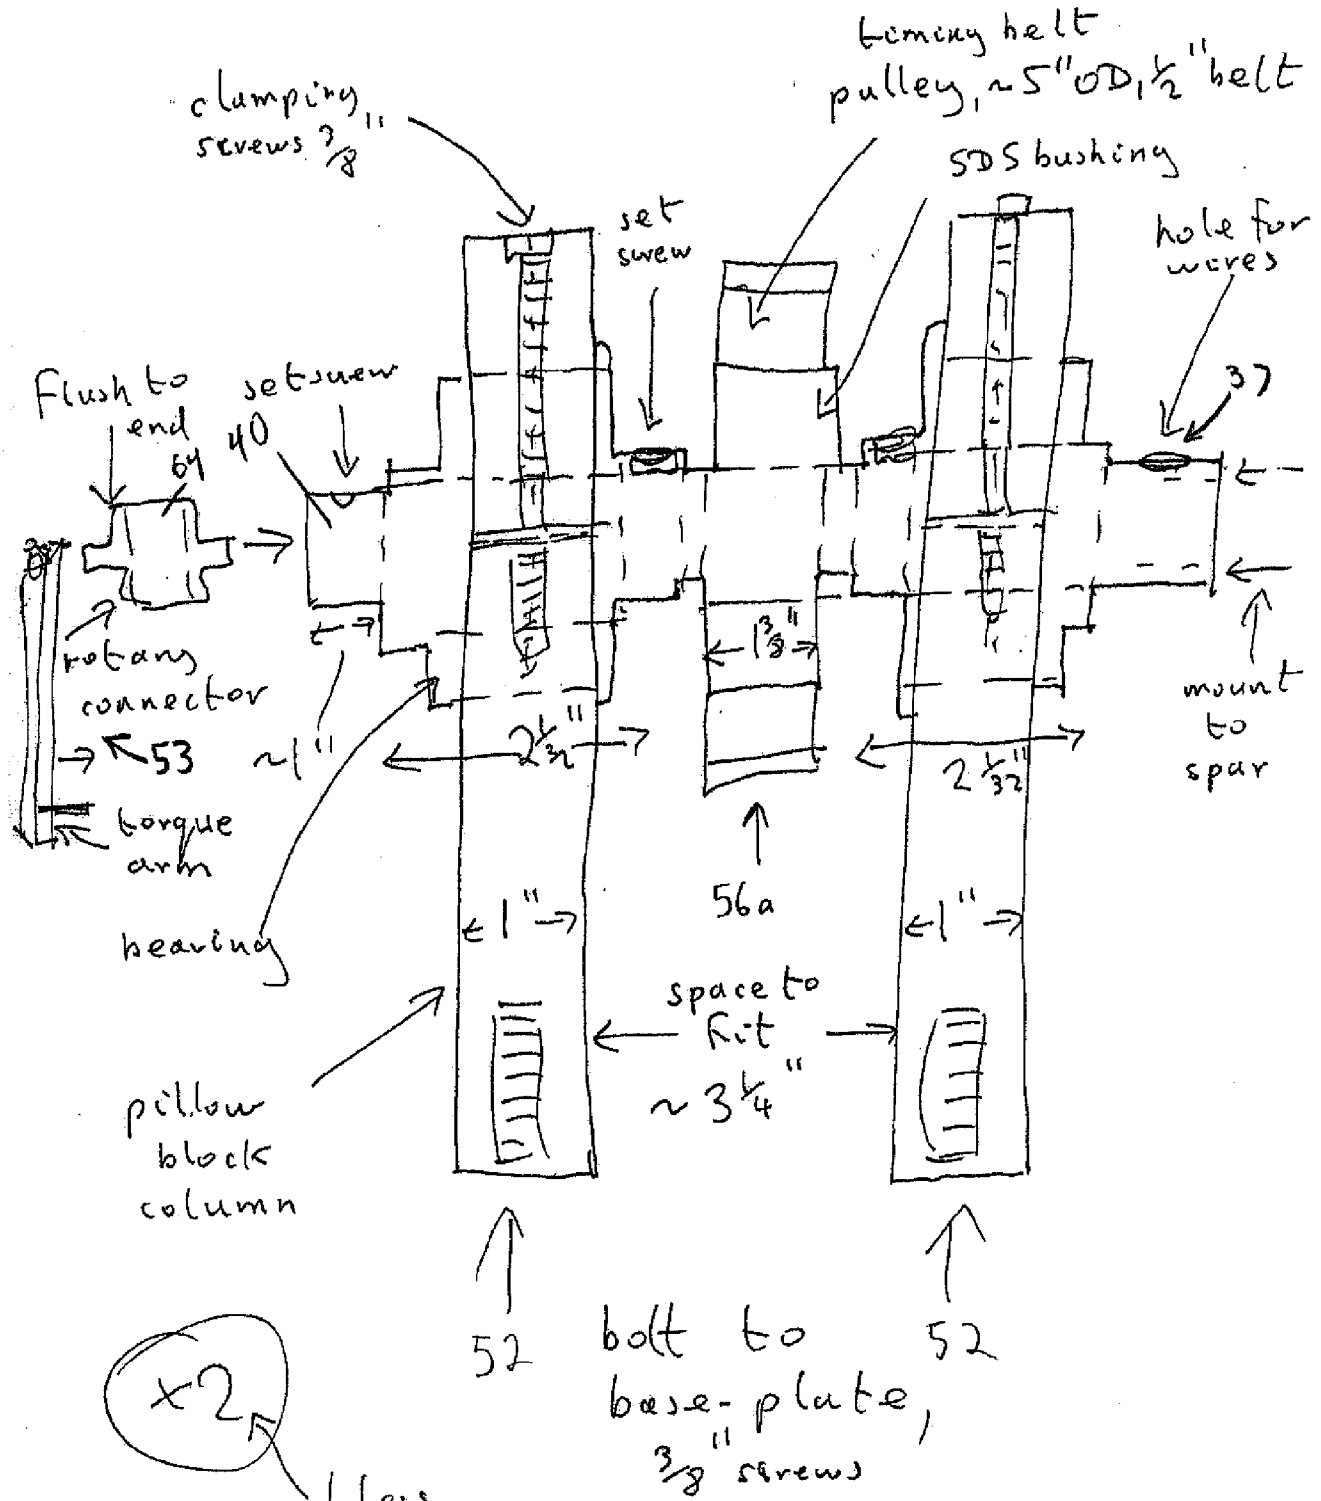 timing belt
pulley, ~5" OD, 1/2" belt
clamping
screws 3/8"
SDS bushing
set
screw
hole for
wires
37
Flush to
end
64
setscrew
40
rotary
connector
53
torque
arm
~1"
2 1/32"
1 3/8"
2 1/32"
mount
to
spar
56a
bearing
1"
1"
space to
fit
~3 1/4"
pillow
block
column
52
bolt to
base-plate,
3/8" screws
52
x2